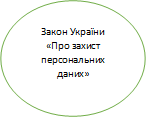 Закон України
«Про захист
персональних
даних»